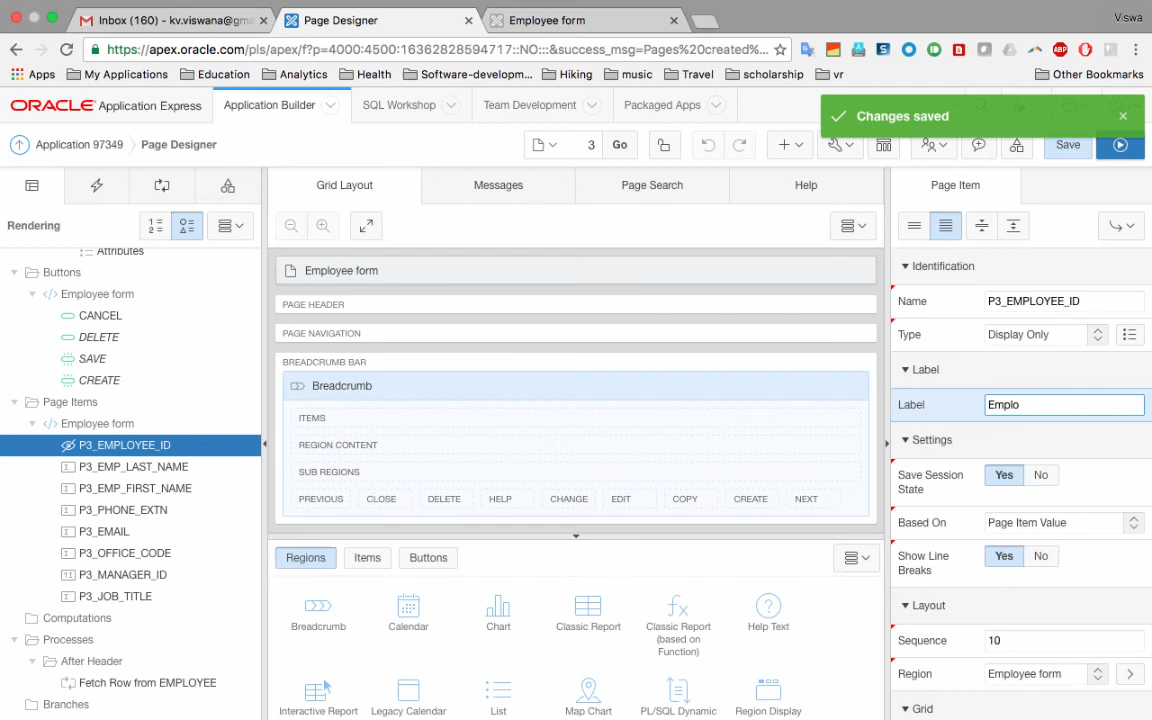 Inbox (160) - kv.viswana@gma
Page Designer
Employee form
Viswa
https://apex.oracle.com/pls/apex/f?p=4000:4500:16362828594717::NO:::&success_msg=Pages%20created%...
Apps
My Applications
Education
Analytics
Health
Software-developm...
Hiking
music
Travel
scholarship
vr
Other Bookmarks
ORACLE Application Express
Application Builder
SQL Workshop
Team Development
Packaged Apps
Changes saved
Application 97349
Page Designer
3
Go
Save
Grid Layout
Messages
Page Search
Help
Page Item
Rendering
Attributes
Buttons
Employee form
CANCEL
DELETE
SAVE
CREATE
Page Items
Employee form
P3_EMPLOYEE_ID
P3_EMP_LAST_NAME
P3_EMP_FIRST_NAME
P3_PHONE_EXTN
P3_EMAIL
P3_OFFICE_CODE
P3_MANAGER_ID
P3_JOB_TITLE
Computations
Processes
After Header
Fetch Row from EMPLOYEE
Branches
Employee form
PAGE HEADER
PAGE NAVIGATION
BREADCRUMB BAR
Breadcrumb
ITEMS
REGION CONTENT
SUB REGIONS
PREVIOUS
CLOSE
DELETE
HELP
CHANGE
EDIT
COPY
CREATE
NEXT
Regions
Items
Buttons
Breadcrumb
Calendar
Chart
Classic Report
Classic Report
(based on
Function)
Help Text
Interactive Report
Legacy Calendar
List
Map Chart
PL/SQL Dynamic
Region Display
Identification
Name
P3_EMPLOYEE_ID
Type
Display Only
Label
Label
Emplo
Settings
Save Session
State
Yes
No
Based On
Page Item Value
Show Line
Breaks
Yes
No
Layout
Sequence
10
Region
Employee form
Grid